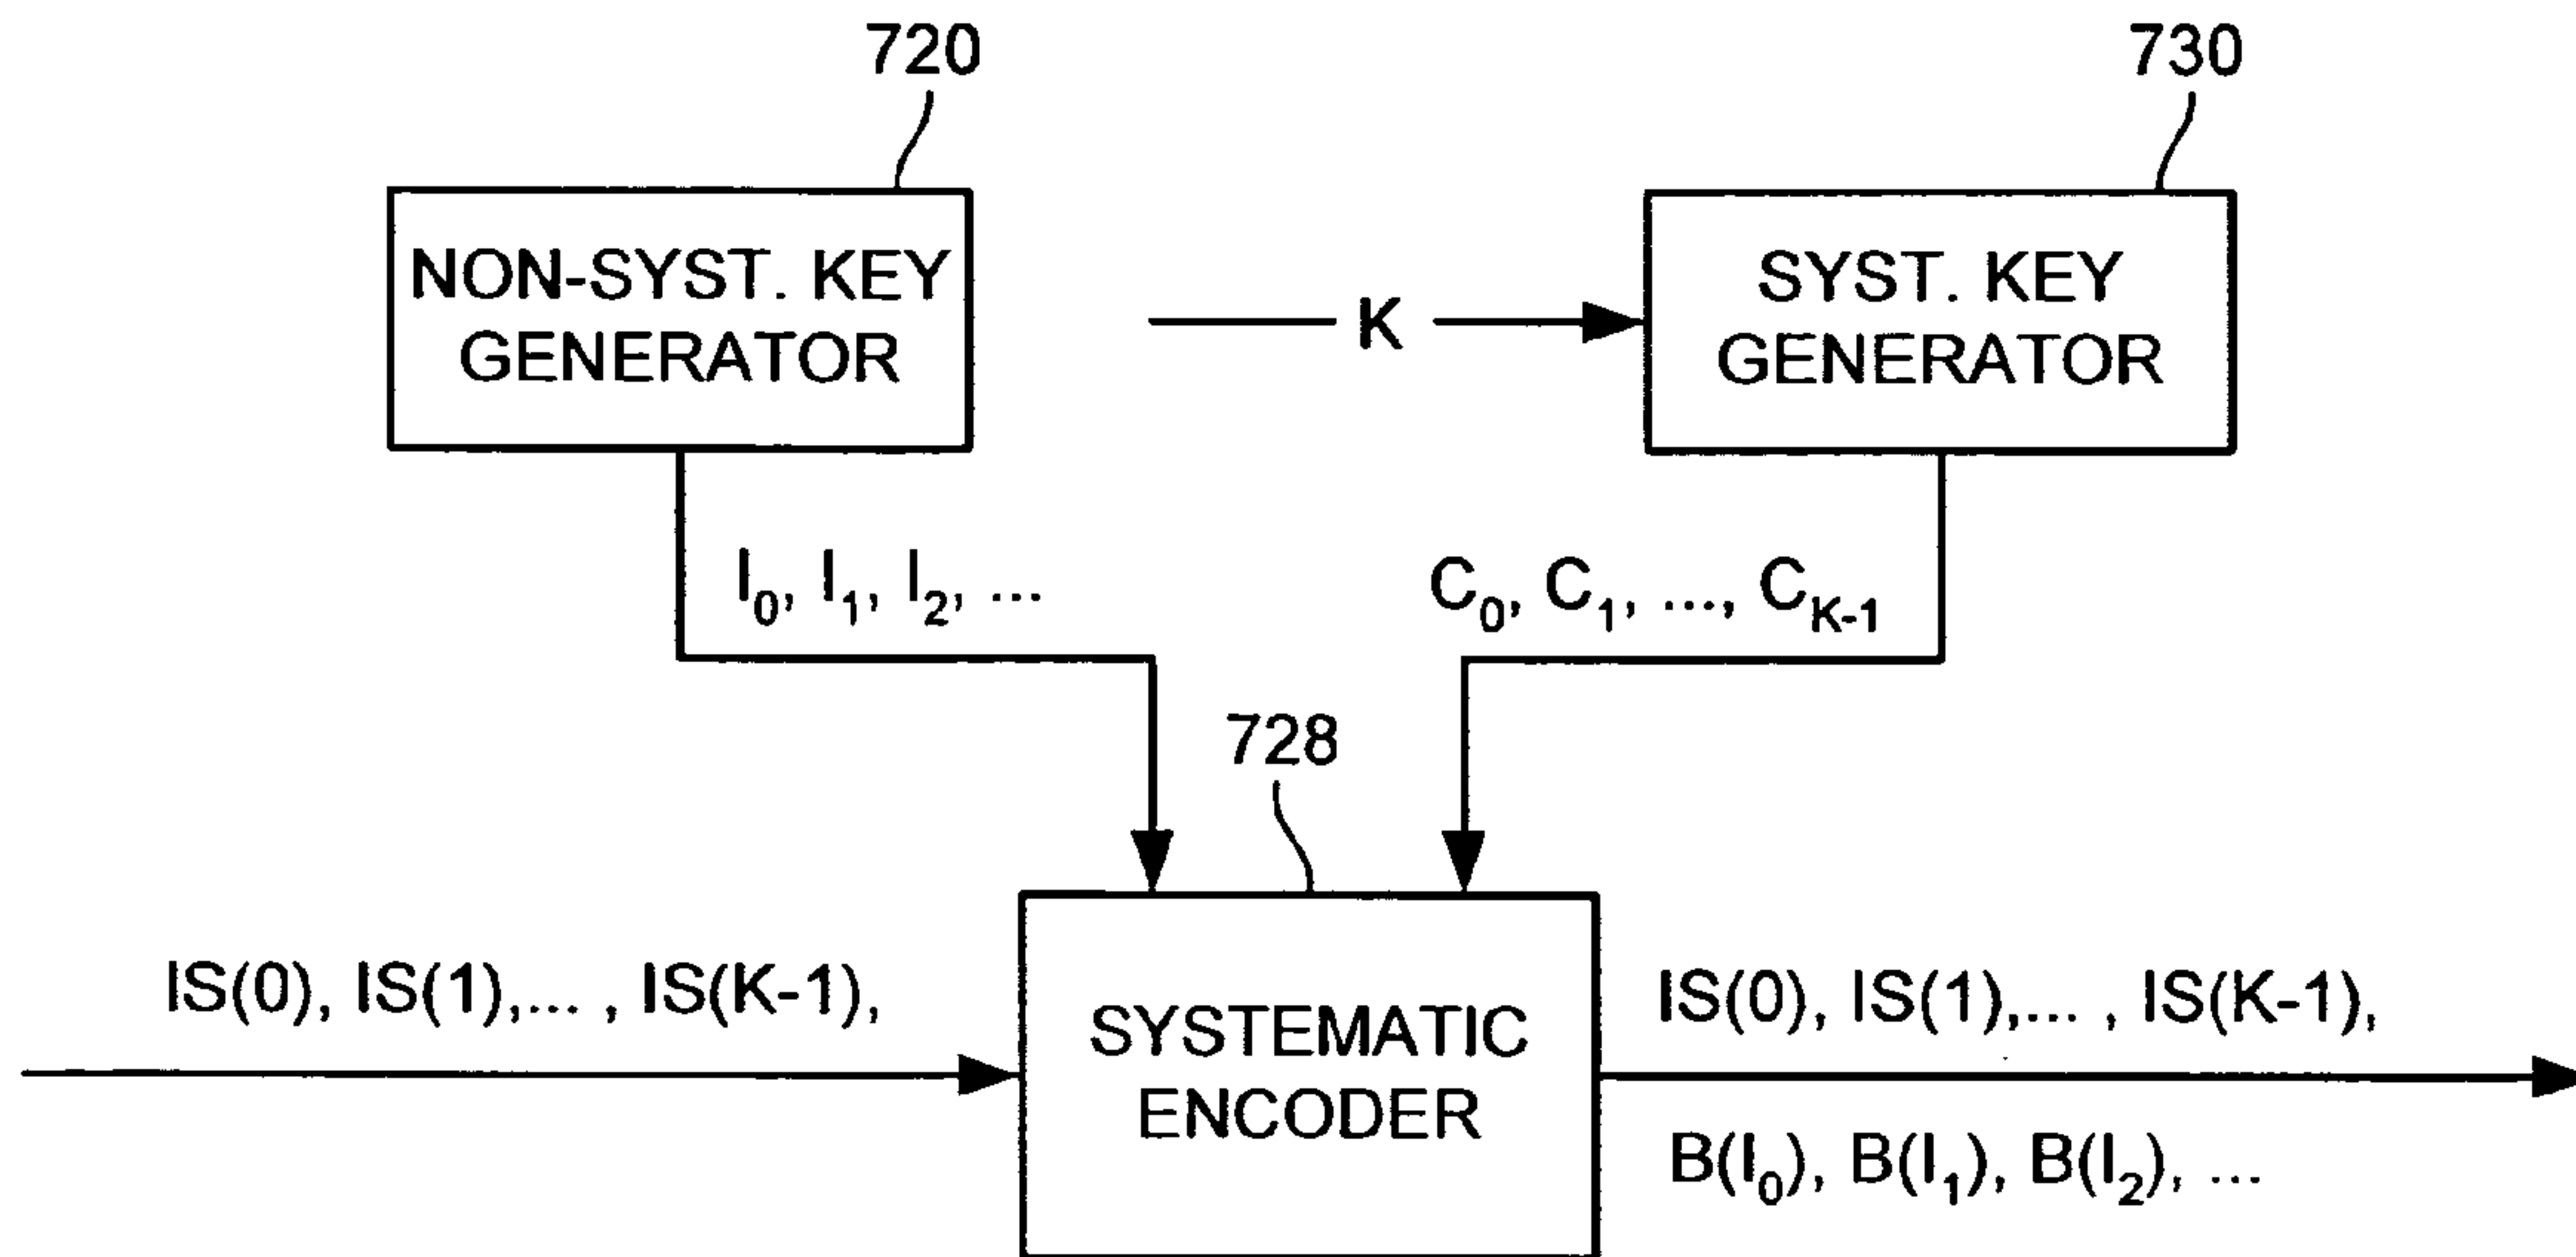 720
730
NON-SYST. KEY
GENERATOR
K
SYST. KEY
GENERATOR
I₀, I₁, I₂, ...
C₀, C₁, ..., C_{K-1}
728
IS(0), IS(1),... , IS(K-1),
SYSTEMATIC
ENCODER
IS(0), IS(1),... , IS(K-1),
B(I₀), B(I₁), B(I₂), ...